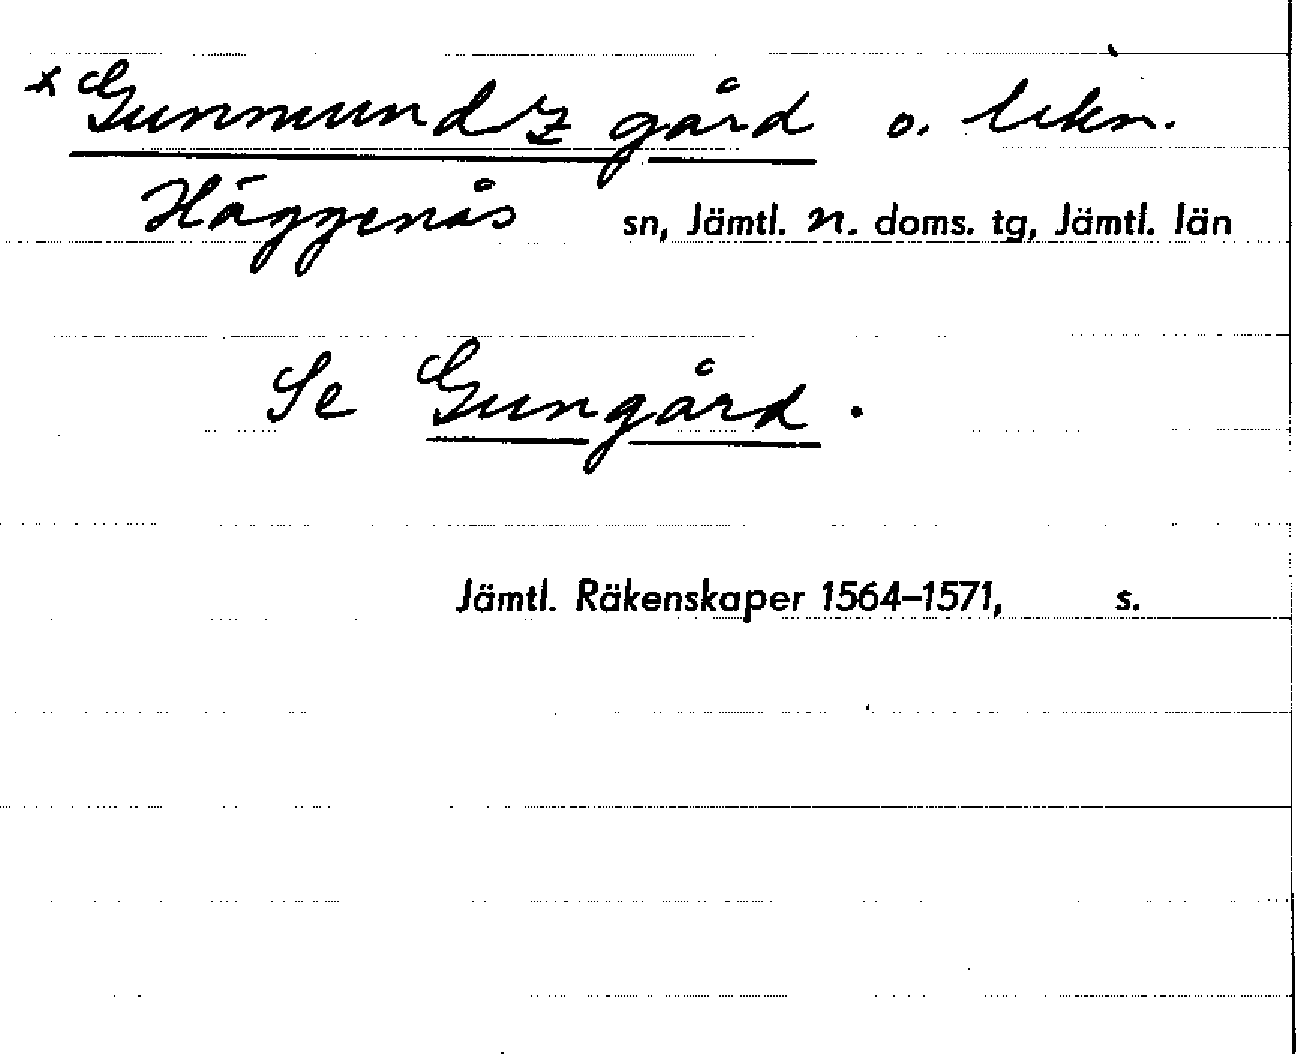 x Gunmundz gård o. likn.
Häggenås sn, Jämtl. n. doms. tg, Jämtl. län
Se Gungård.
Jämtl. Räkenskaper 1564–1571, s.